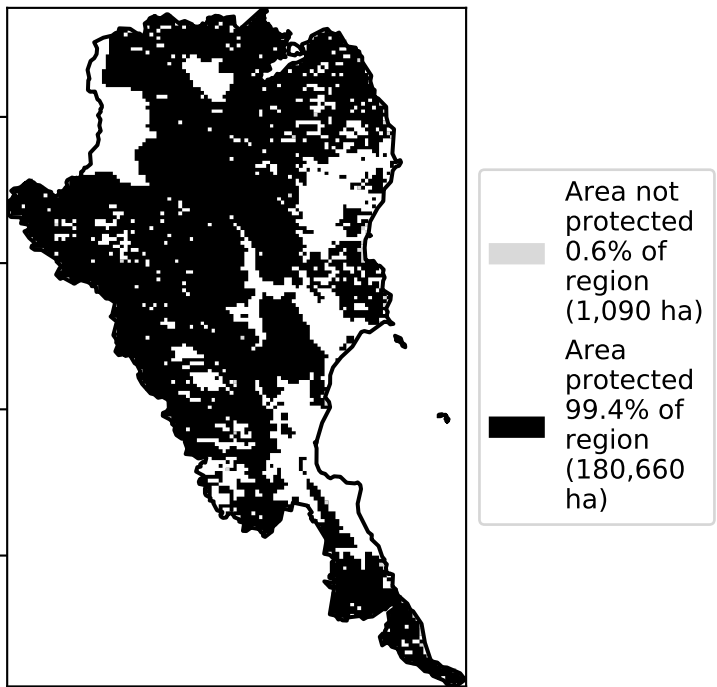 Area not
protected
0.6% of
region
(1,090 ha)
Area
protected
99.4% of
region
(180,660
ha)